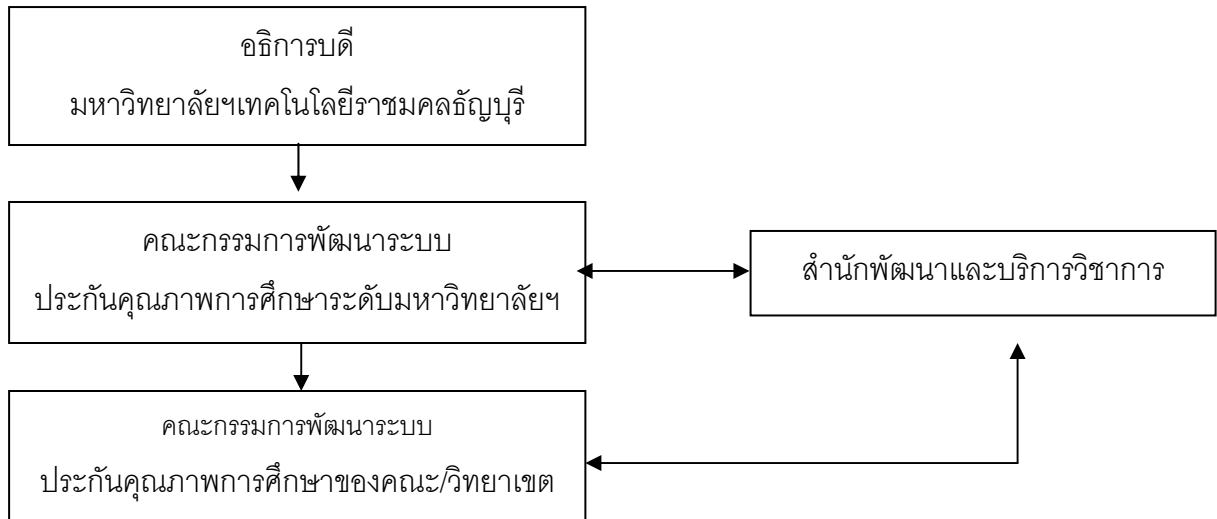 อธิการบดี
มหาวิทยาลัยฯเทคโนโลยีราชมคลธัญบุรี
คณะกรรมการพัฒนาระบบ
ประกันคุณภาพการศึกษาระดับมหาวิทยาลัยฯ
สำนักพัฒนาและบริการวิชาการ
คณะกรรมการพัฒนาระบบ
ประกันคุณภาพการศึกษาของคณะ/วิทยาเขต